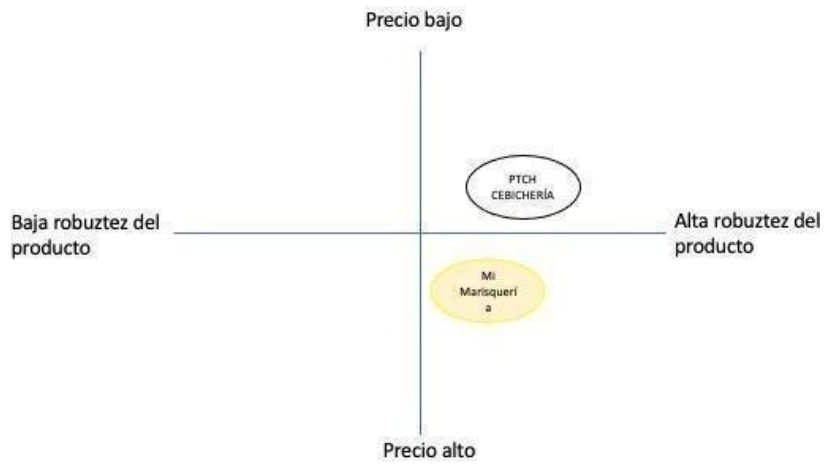 Precio bajo
PTCH
CEBICHERÍA
Baja robuztez del
producto
Alta robuztez del
producto
Mi
Marisquerí
a
Precio alto